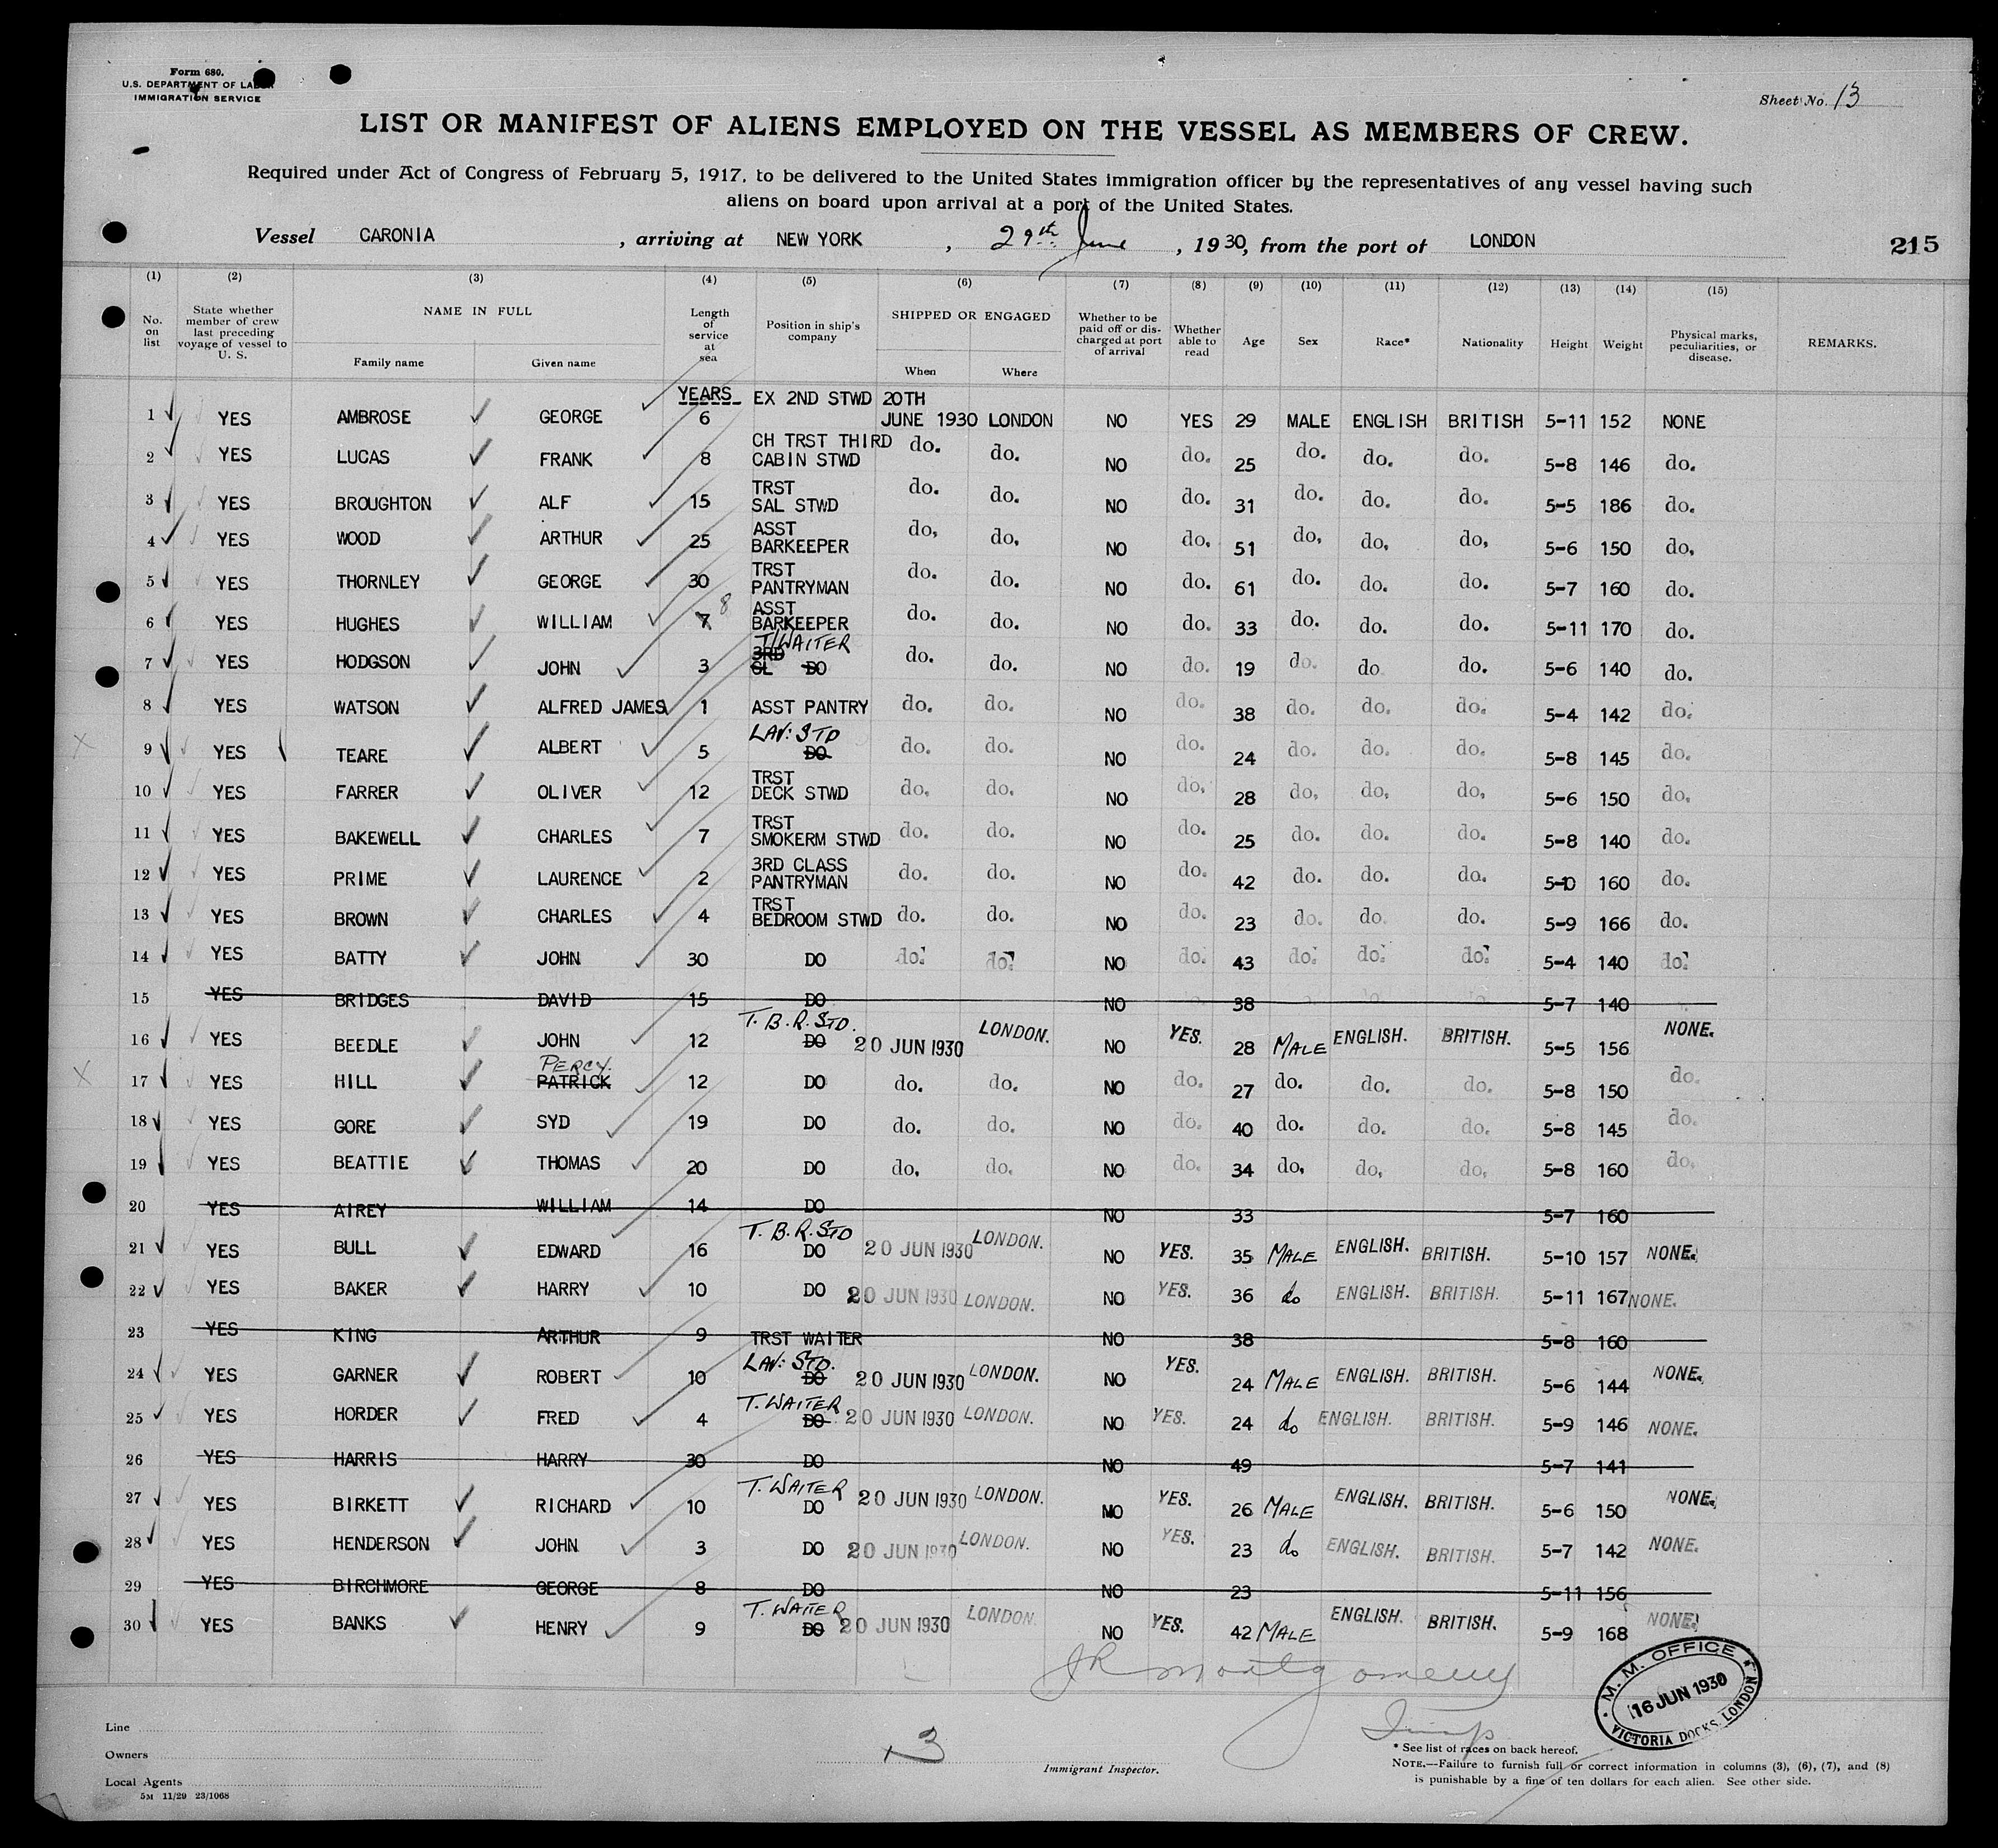 Form 680.
U.S. DEPARTMENT OF LABOR
IMMIGRATION SERVICE
Sheet No. 13
LIST OR MANIFEST OF ALIENS EMPLOYED ON THE VESSEL AS MEMBERS OF CREW.
Required under Act of Congress of February 5, 1917, to be delivered to the United States immigration officer by the representatives of any vessel having such
aliens on board upon arrival at a port of the United States.
Vessel CARONIA, arriving at NEW YORK, 29th June, 1930, from the port of LONDON
215
(1) (2) (3) (4) (5) (6) (7) (8) (9) (10) (11) (12) (13) (14) (15)
No. on list State whether member of crew last preceding voyage of vessel to U. S. NAME IN FULL Family name Given name Length of service at sea Position in ship's company SHIPPED OR ENGAGED When Where Whether to be paid off or discharged at port of arrival Whether able to read Age Sex Race* Nationality Height Weight Physical marks, peculiarities, or disease. REMARKS.
YEARS EX 2ND STWD 20TH
1 YES AMBROSE GEORGE 6 JUNE 1930 LONDON NO YES 29 MALE ENGLISH BRITISH 5-11 152 NONE
2 YES LUCAS FRANK 8 CH TRST THIRD CABIN STWD do. do. NO do. 25 do. do. do. 5-8 146 do.
3 YES BROUGHTON ALF 15 TRST SAL STWD do. do. NO do. 31 do. do. do. 5-5 186 do.
4 YES WOOD ARTHUR 25 ASST BARKEEPER do. do. NO do. 51 do. do. do. 5-6 150 do.
5 YES THORNLEY GEORGE 30 TRST PANTRYMAN do. do. NO do. 61 do. do. do. 5-7 160 do.
6 YES HUGHES WILLIAM 7 8 ASST BARKEEPER do. do. NO do. 33 do. do. do. 5-11 170 do.
7 YES HODGSON JOHN 3 T/WAITER 3RD CL DO do. do. NO do. 19 do. do do. 5-6 140 do.
8 YES WATSON ALFRED JAMES 1 ASST PANTRY do. do. NO do. 38 do. do. do. 5-4 142 do.
9 YES TEARE ALBERT 5 LAV: STD DO do. do. NO do. 24 do. do. do. 5-8 145 do.
10 YES FARRER OLIVER 12 TRST DECK STWD do. do. NO do. 28 do. do. do. 5-6 150 do.
11 YES BAKEWELL CHARLES 7 TRST SMOKERM STWD do. do. NO do. 25 do. do. do. 5-8 140 do.
12 YES PRIME LAURENCE 2 3RD CLASS PANTRYMAN do. do. NO do. 42 do. do. do. 5-10 160 do.
13 YES BROWN CHARLES 4 TRST BEDROOM STWD do. do. NO do. 23 do. do. do. 5-9 166 do.
14 YES BATTY JOHN 30 DO do. do. NO do. 43 do. do. do. 5-4 140 do.
15 YES BRIDGES DAVID 15 DO NO 38 5-7 140
16 YES BEEDLE JOHN 12 T. B.R. STD. DO 20 JUN 1930 LONDON. NO YES. 28 MALE ENGLISH. BRITISH. 5-5 156 NONE.
17 YES HILL PERCY. PATRICK 12 DO do. do. NO do. 27 do. do. do. 5-8 150 do.
18 YES GORE SYD 19 DO do. do. NO do. 40 do. do. do. 5-8 145 do.
19 YES BEATTIE THOMAS 20 DO do. do. NO do. 34 do. do. do. 5-8 160 do.
20 YES AIREY WILLIAM 14 DO NO 33 5-7 160
21 YES BULL EDWARD 16 T. B.R. STD DO 20 JUN 1930 LONDON. NO YES. 35 MALE ENGLISH. BRITISH. 5-10 157 NONE.
22 YES BAKER HARRY 10 DO 20 JUN 1930 LONDON. NO YES. 36 do ENGLISH. BRITISH. 5-11 167 NONE.
23 YES KING ARTHUR 9 TRST WAITER NO 38 5-8 160
24 YES GARNER ROBERT 10 LAV: STD. DO 20 JUN 1930 LONDON. NO YES. 24 MALE ENGLISH. BRITISH. 5-6 144 NONE.
25 YES HORDER FRED 4 T. WAITER DO 20 JUN 1930 LONDON. NO YES. 24 do ENGLISH. BRITISH. 5-9 146 NONE.
26 YES HARRIS HARRY 30 DO NO 49 5-7 141
27 YES BIRKETT RICHARD 10 T. WAITER DO 20 JUN 1930 LONDON. NO YES. 26 MALE ENGLISH. BRITISH. 5-6 150 NONE.
28 YES HENDERSON JOHN 3 DO 20 JUN 1930 LONDON. NO YES. 23 do ENGLISH. BRITISH. 5-7 142 NONE.
29 YES BIRCHMORE GEORGE 8 DO NO 23 5-11 156
30 YES BANKS HENRY 9 T. WAITER DO 20 JUN 1930 LONDON. NO YES. 42 MALE ENGLISH. BRITISH. 5-9 168 NONE.
JR Montgomery
M. M. OFFICE
16 JUN 1930
VICTORIA DOCKS, LONDON
Line
Owners
Local Agents
5M 11/29 23/1068
Immigrant Inspector.
* See list of races on back hereof.
NOTE.—Failure to furnish full or correct information in columns (3), (6), (7), and (8)
is punishable by a fine of ten dollars for each alien. See other side.